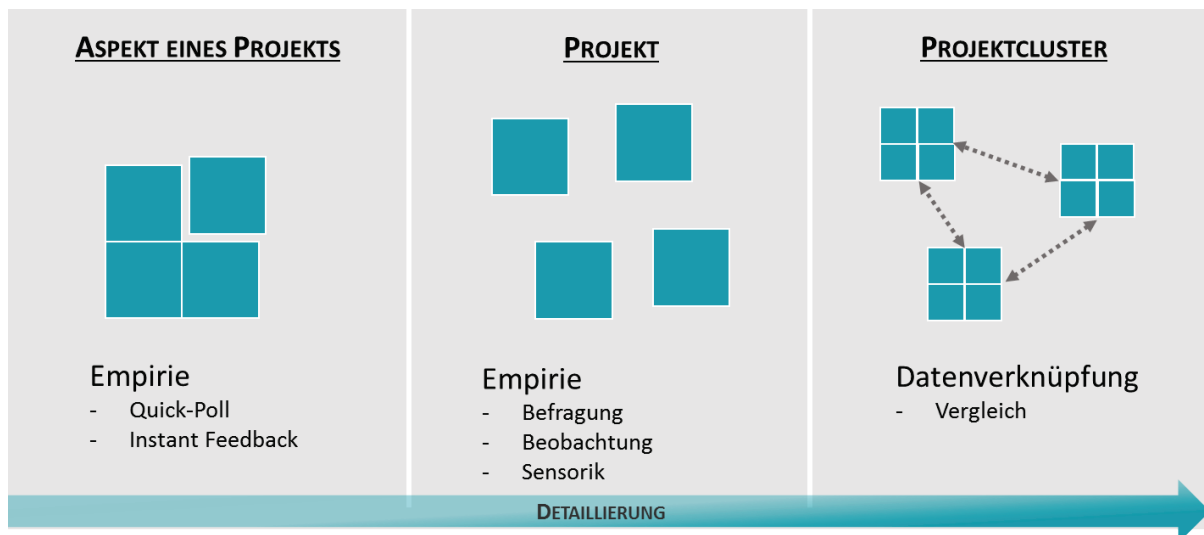 ASPEKT EINES PROJEKTS
Empirie
- Quick-Poll
- Instant Feedback
PROJEKT
Empirie
- Befragung
- Beobachtung
- Sensorik
PROJEKTCLUSTER
Datenverknüpfung
- Vergleich
DETAILLIERUNG